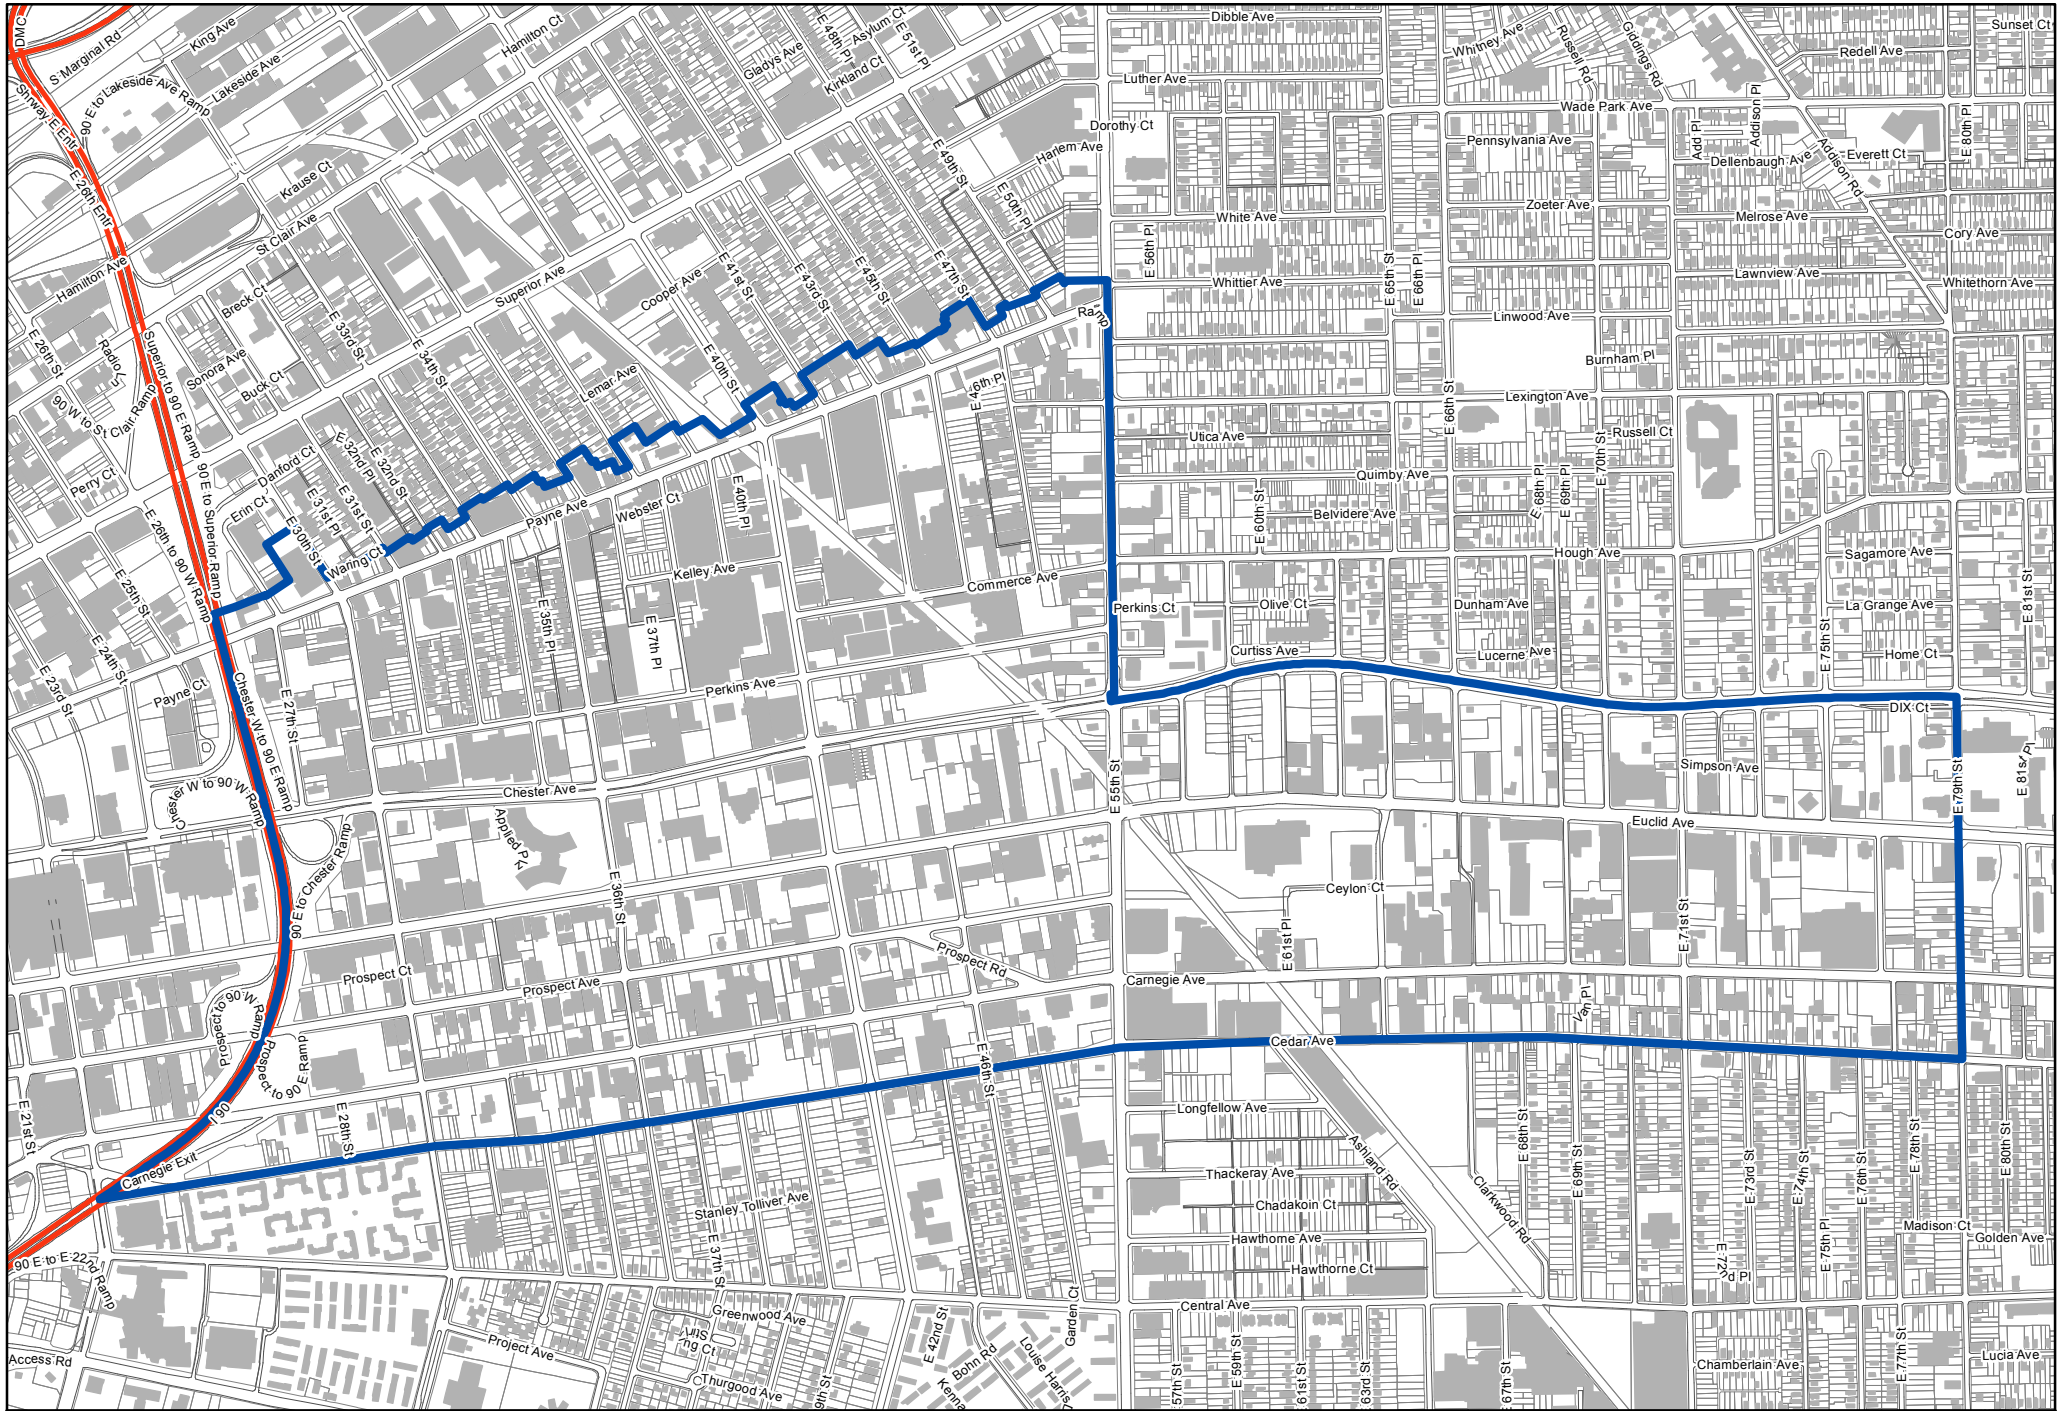 DMC
S Marginal Rd
King Ave
Lakeside Ave
Hamilton Ct
E 48th Pl
Asylum Ct
E 51st Pl
Gladys Ave
Kirkland Ct
Dibble Ave
Luther Ave
Whitney Ave
Russell Rd
Giddings Rd
Redell Ave
Sunset Ct
Shrway E Entr
90 E to Lakeside Ave Ramp
E 26th Entr
Dorothy Ct
Harlem Ave
Wade Park Ave
Pennsylvania Ave
Add Pl
Addison Pl
Addison Rd
Dellenbaugh Ave
Everett Ct
E 80th Pl
Krause Ct
St Clair Ave
E 49th St
E 50th Pl
White Ave
Zoeter Ave
Melrose Ave
Cory Ave
Hamilton Ave
Breck Ct
E 33rd St
Superior Ave
Cooper Ave
E 41st St
E 43rd St
E 45th St
E 47th St
E 56th Pl
Whittier Ave
E 65th St
E 66th Pl
Lawnview Ave
Whitethorn Ave
Ramp
Linwood Ave
E 26th St
Radio Ln
Sonora Ave
Buck Ct
E 34th St
Lemar Ave
E 40th St
E 46th Pl
Burnham Pl
Lexington Ave
E 66th St
90 W to St Clair Ramp
Superior to 90 E Ramp
90 E to Superior Ramp
Utica Ave
Russell Ct
E 70th St
Quimby Ave
Perry Ct
Erin Ct
Danford Ct
E 32nd Pl
E 32nd St
E 31st Pl
E 31st St
E 30th St
Waring Ct
Payne Ave
Webster Ct
E 40th Pl
E 60th St
Belvidere Ave
E 68th Pl
E 69th Pl
Hough Ave
Sagamore Ave
E 26th to 90 W Ramp
E 25th St
E 24th St
E 23rd St
Payne Ct
Kelley Ave
Commerce Ave
E 35th Pl
E 37th Pl
Perkins Ct
Olive Ct
Dunham Ave
La Grange Ave
E 81st St
Curtiss Ave
Lucerne Ave
E 75th St
Home Ct
Perkins Ave
Chester W to 90 E Ramp
E 27th St
DIX Ct
Chester W to 90 W Ramp
Chester Ave
E 55th St
Simpson Ave
E 79th St
E 81st Pl
Applied Plz
Euclid Ave
90 E to Chester Ramp
E 36th St
Ceylon Ct
E 61st Pl
E 71st St
Prospect Ct
Prospect Ave
Prospect Rd
Carnegie Ave
Van Pl
Prospect to 90 W Ramp
Prospect to 90 E Ramp
Cedar Ave
I 90
E 21st St
E 28th St
E 46th St
Carnegie Exit
Longfellow Ave
Ashland Rd
E 68th St
E 69th St
E 73rd St
E 74th St
E 76th St
E 78th St
E 80th St
Thackeray Ave
Clarkwood Rd
Stanley Tolliver Ave
Chadakoin Ct
Madison Ct
Golden Ave
Hawthorne Ave
E 37th St
Hawthorne Ct
E 72nd Pl
E 75th Pl
90 E to E 22nd Ramp
Garden Ct
Central Ave
Greenwood Ave
E 42nd St
Project Ave
Bohn Rd
Louise Harris
Kenna
Thurgood Ave
9th St
Access Rd
57th St
E 59th St
61st St
63rd St
E 67th St
Chamberlain Ave
E 77th St
Lucia Ave